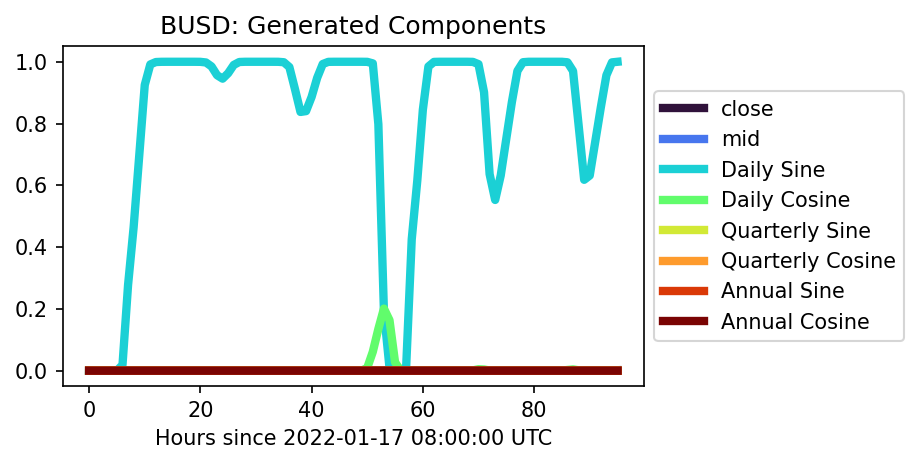 BUSD: Generated Components
1.0
0.8
0.6
0.4
0.2
0.0
0 20 40 60 80
Hours since 2022-01-17 08:00:00 UTC
close
mid
Daily Sine
Daily Cosine
Quarterly Sine
Quarterly Cosine
Annual Sine
Annual Cosine